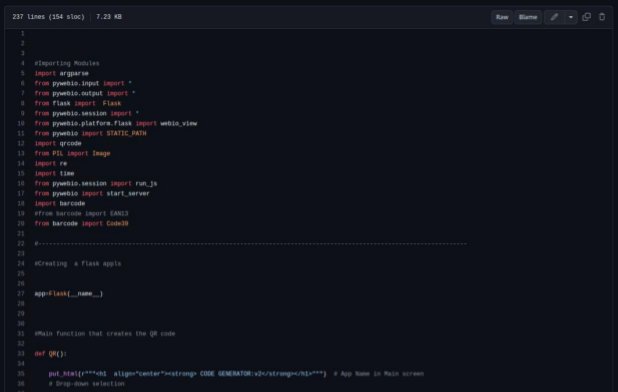 237 lines (154 sloc) | 7.23 KB
Raw Blame
1
2
3
4 #Importing Modules
5 import argparse
6 from pywebio.input import *
7 from pywebio.output import *
8 from flask import  Flask
9 from pywebio.session import *
10 from pywebio.platform.flask import webio_view
11 from pywebio import STATIC_PATH
12 import qrcode
13 from PIL import Image
14 import re
15 import time
16 from pywebio.session import run_js
17 from pywebio import start_server
18 import barcode
19 #from barcode import EAN13
20 from barcode import Code39
21
22 #-----------------------------------------------------------------------------------------------------------------------
23
24 #Creating  a flask appls
25
26
27 app=Flask(__name__)
28
29
30
31 #Main function that creates the QR code
32
33 def QR():
34
35     put_html(r"""<h1  align="center"><strong> CODE GENERATOR:v2</strong></h1>""")  # App Name in Main screen
36     # Drop-down selection